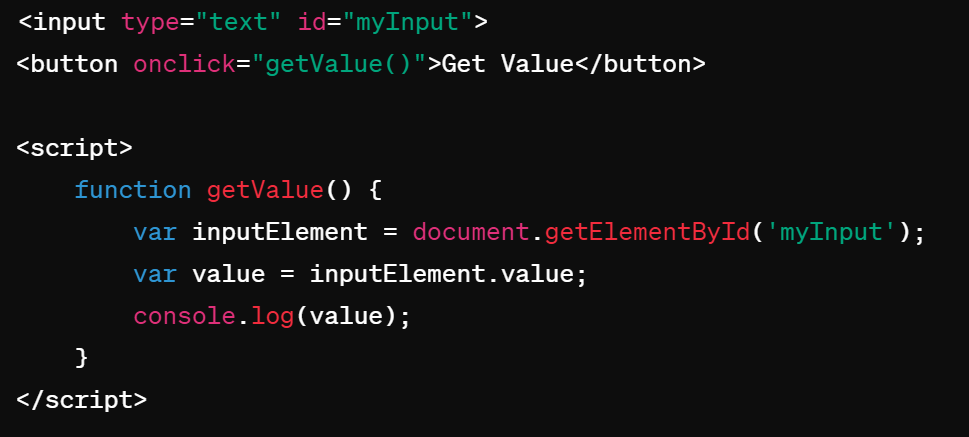 <input type="text" id="myInput">
<button onclick="getValue()">Get Value</button>
<script>
function getValue() {
var inputElement = document.getElementById('myInput');
var value = inputElement.value;
console.log(value);
}
</script>